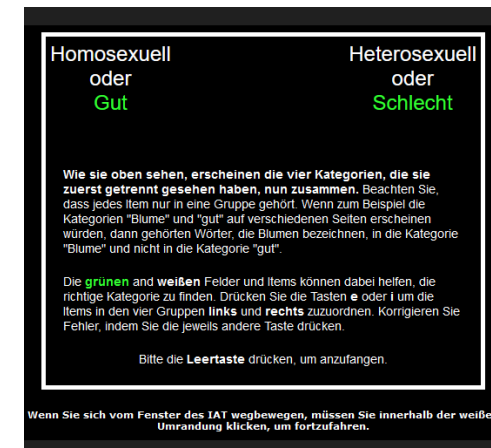 Homosexuell Heterosexuell
oder oder
Gut Schlecht
Wie sie oben sehen, erscheinen die vier Kategorien, die sie
zuerst getrennt gesehen haben, nun zusammen. Beachten Sie,
dass jedes Item nur in eine Gruppe gehört. Wenn zum Beispiel die
Kategorien "Blume" und "gut" auf verschiedenen Seiten erscheinen
würden, dann gehörten Wörter, die Blumen bezeichnen, in die Kategorie
"Blume" und nicht in die Kategorie "gut".
Die grünen and weißen Felder und Items können dabei helfen, die
richtige Kategorie zu finden. Drücken Sie die Tasten e oder i um die
Items in den vier Gruppen links und rechts zuzuordnen. Korrigieren Sie
Fehler, indem Sie die jeweils andere Taste drücken.
Bitte die Leertaste drücken, um anzufangen.
Wenn Sie sich vom Fenster des IAT wegbewegen, müssen Sie innerhalb der weiße
Umrandung klicken, um fortzufahren.